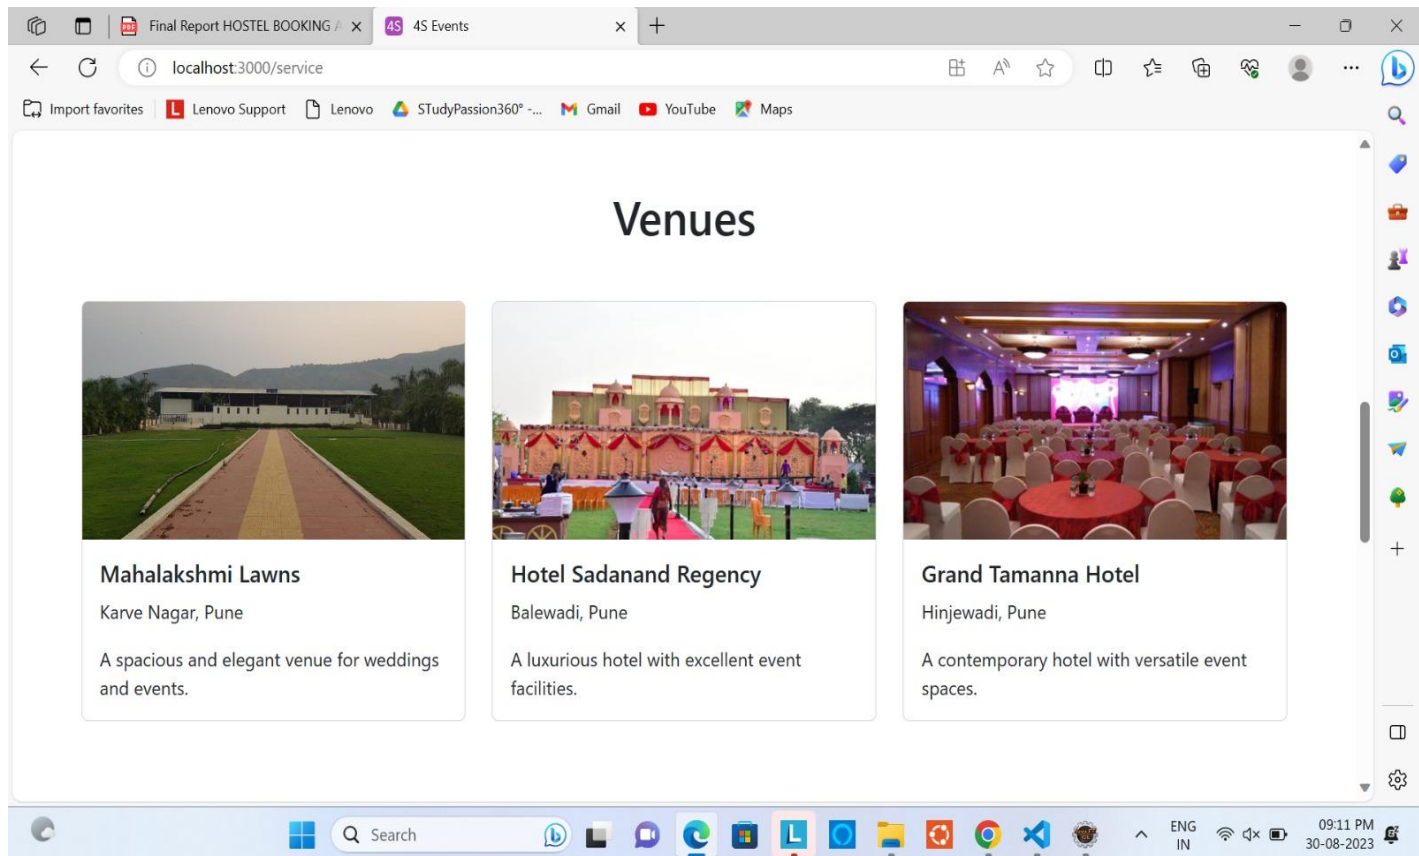 Final Report HOSTEL BOOKING A
4S 4S Events
localhost:3000/service
Import favorites
L Lenovo Support
Lenovo
STudyPassion360° -...
Gmail
YouTube
Maps
Venues
Mahalakshmi Lawns
Karve Nagar, Pune
A spacious and elegant venue for weddings
and events.
Hotel Sadanand Regency
Balewadi, Pune
A luxurious hotel with excellent event
facilities.
Grand Tamanna Hotel
Hinjewadi, Pune
A contemporary hotel with versatile event
spaces.
Search
L
ENG
IN
09:11 PM
30-08-2023